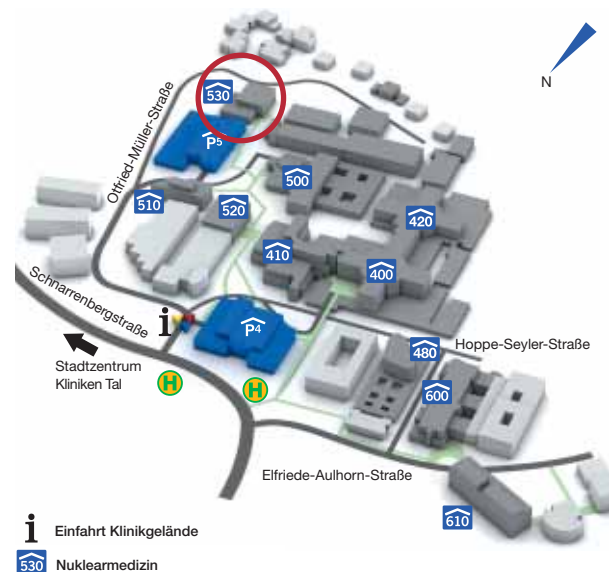 N
530
P5
Otfried-Müller-Straße
500
510
520
420
410
400
Schnarrenbergstraße
i
P4
480
Hoppe-Seyler-Straße
Stadtzentrum
Kliniken Tal
H
H
600
Elfriede-Aulhorn-Straße
610
i Einfahrt Klinikgelände
530 Nuklearmedizin